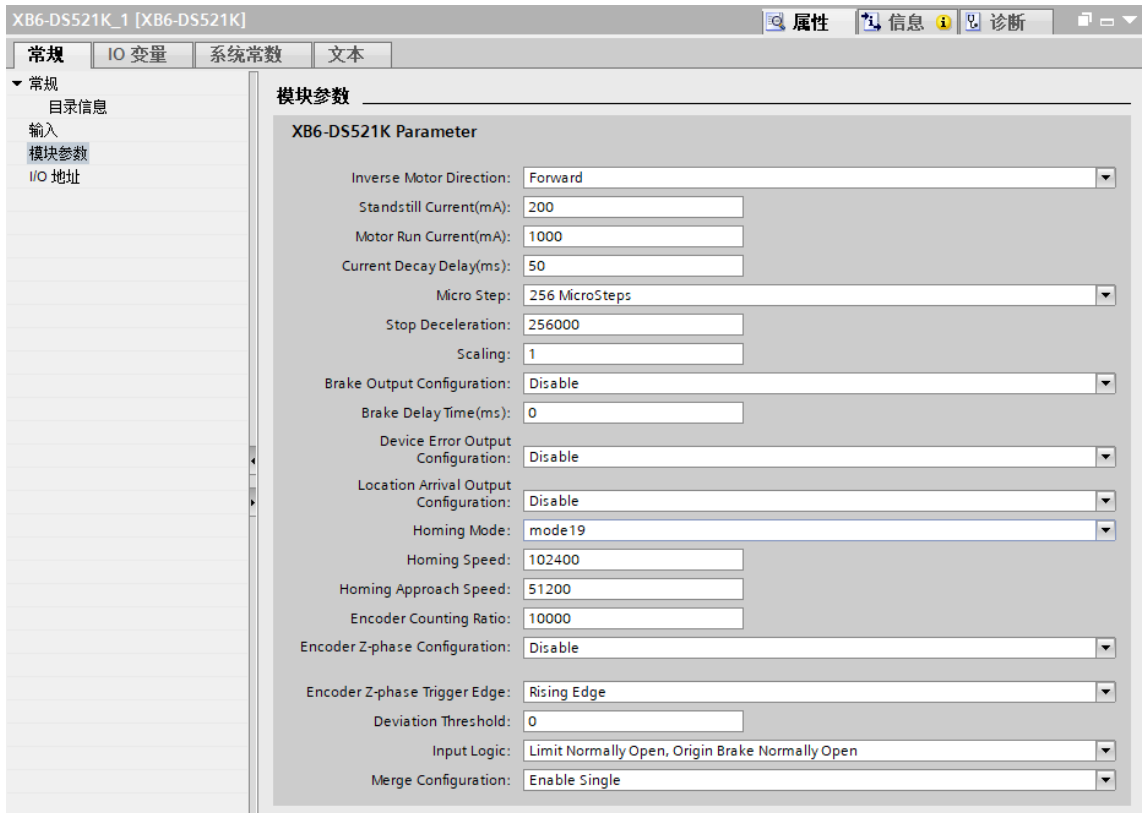 XB6-DS521K_1 [XB6-DS521K]
属性
信息
诊断
常规
IO 变量
系统常数
文本
常规
目录信息
输入
模块参数
I/O 地址
模块参数
XB6-DS521K Parameter
Inverse Motor Direction: Forward
Standstill Current(mA): 200
Motor Run Current(mA): 1000
Current Decay Delay(ms): 50
Micro Step: 256 MicroSteps
Stop Deceleration: 256000
Scaling: 1
Brake Output Configuration: Disable
Brake Delay Time(ms): 0
Device Error Output
Configuration: Disable
Location Arrival Output
Configuration: Disable
Homing Mode: mode19
Homing Speed: 102400
Homing Approach Speed: 51200
Encoder Counting Ratio: 10000
Encoder Z-phase Configuration: Disable
Encoder Z-phase Trigger Edge: Rising Edge
Deviation Threshold: 0
Input Logic: Limit Normally Open, Origin Brake Normally Open
Merge Configuration: Enable Single